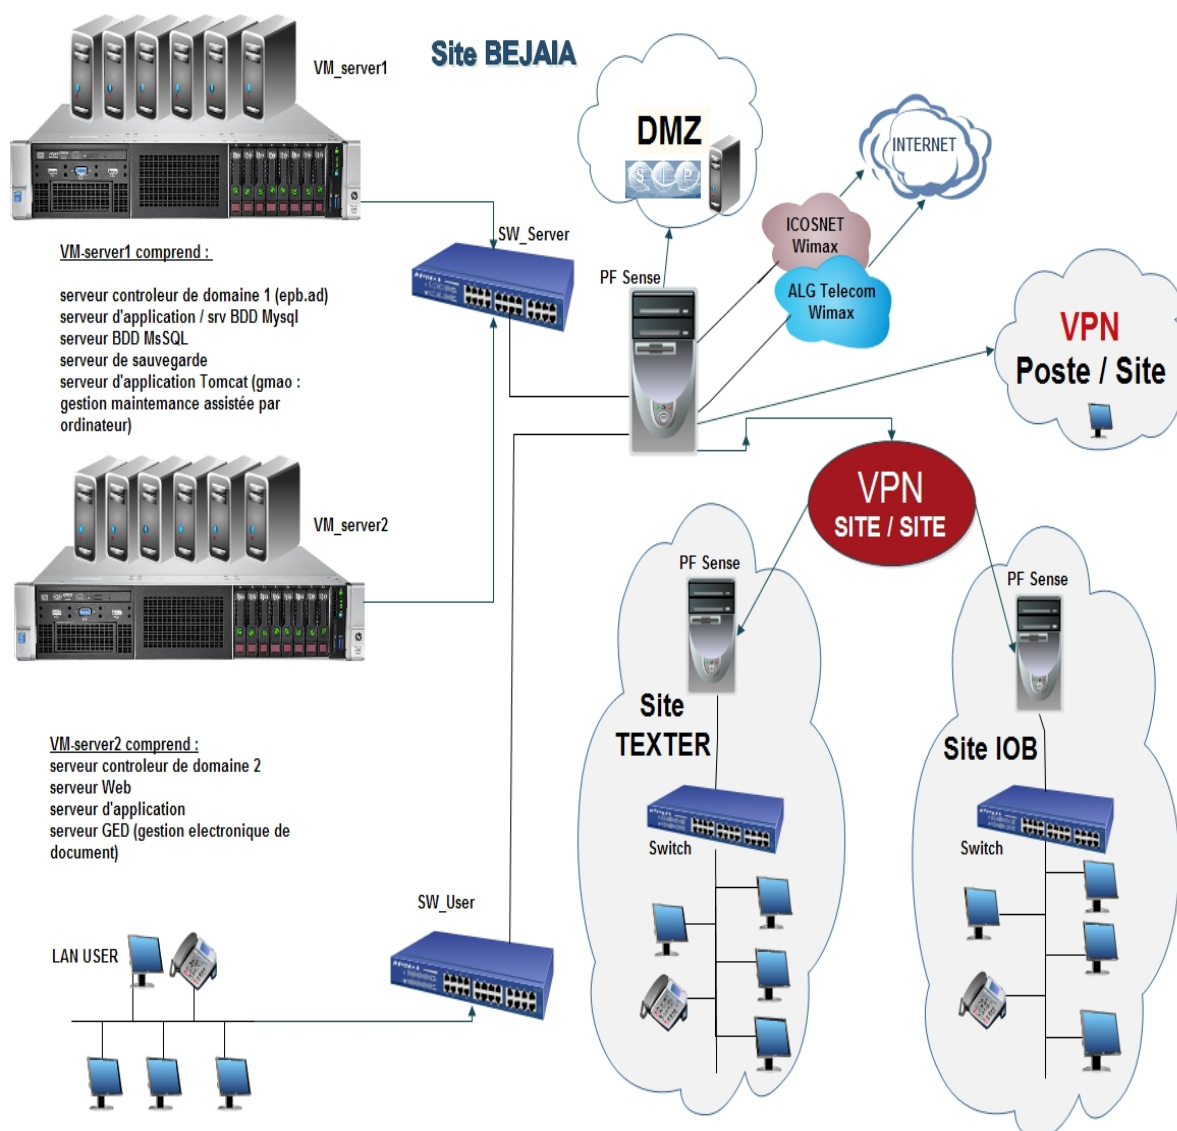 Site BEJAIA
VM_server1
DMZ
S I P
INTERNET
ICOSNET
Wimax
ALG Telecom
Wimax
SW_Server
PF Sense
VM-server1 comprend :
serveur controleur de domaine 1 (epb.ad)
serveur d'application / srv BDD Mysql
serveur BDD MsSQL
serveur de sauvegarde
serveur d'application Tomcat (gmao :
gestion maintemance assistée par
ordinateur)
VPN
Poste / Site
VM_server2
VPN
SITE / SITE
PF Sense
PF Sense
Site
TEXTER
Site IOB
VM-server2 comprend :
serveur controleur de domaine 2
serveur Web
serveur d'application
serveur GED (gestion electronique de
document)
Switch
Switch
SW_User
LAN USER